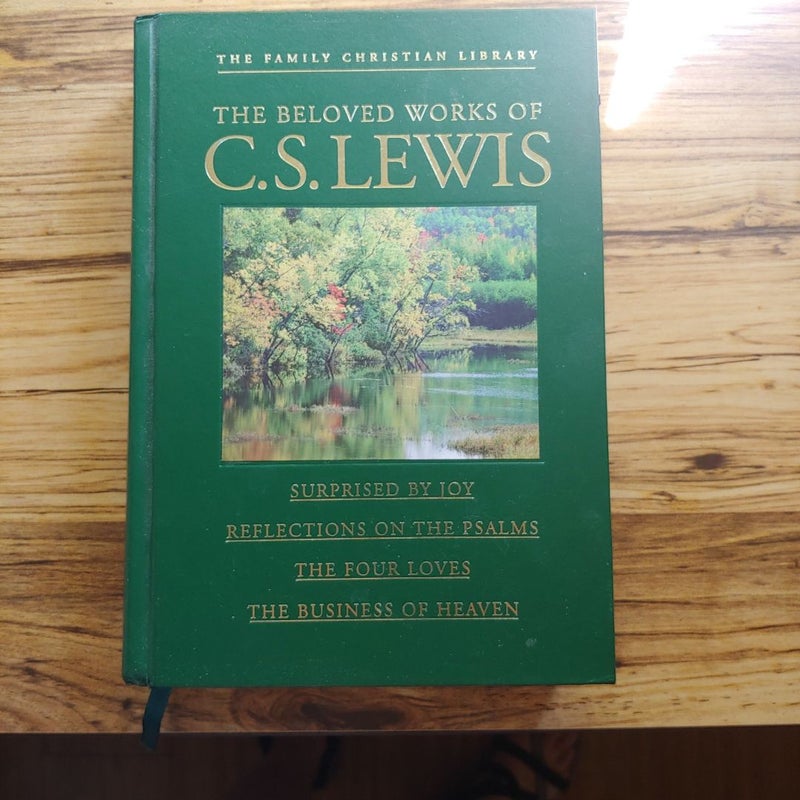 THE FAMILY CHRISTIAN LIBRARY
THE BELOVED WORKS OF
C.S. LEWIS
SURPRISED BY JOY
REFLECTIONS ON THE PSALMS
THE FOUR LOVES
THE BUSINESS OF HEAVEN